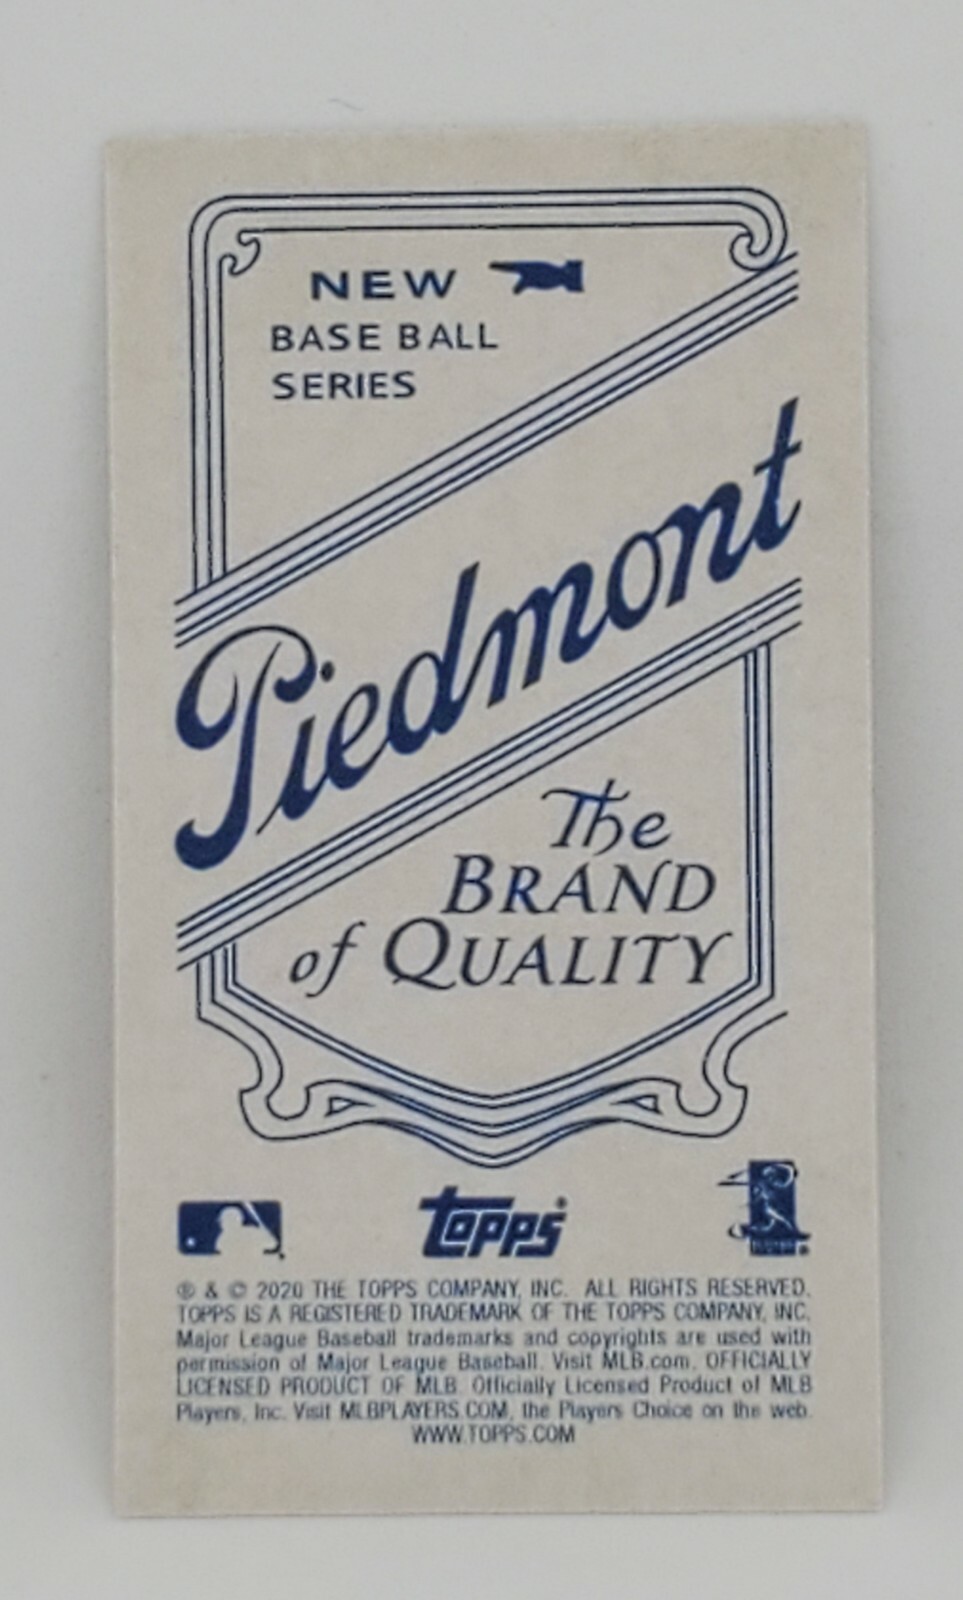 NEW
BASE BALL
SERIES
Piedmont
The
BRAND
of QUALITY
Topps®
® & © 2020 THE TOPPS COMPANY, INC. ALL RIGHTS RESERVED.
TOPPS IS A REGISTERED TRADEMARK OF THE TOPPS COMPANY, INC.
Major League Baseball trademarks and copyrights are used with
permission of Major League Baseball. Visit MLB.com. OFFICIALLY
LICENSED PRODUCT OF MLB. Officially Licensed Product of MLB
Players, Inc. Visit MLBPLAYERS.COM, the Players Choice on the web.
WWW.TOPPS.COM